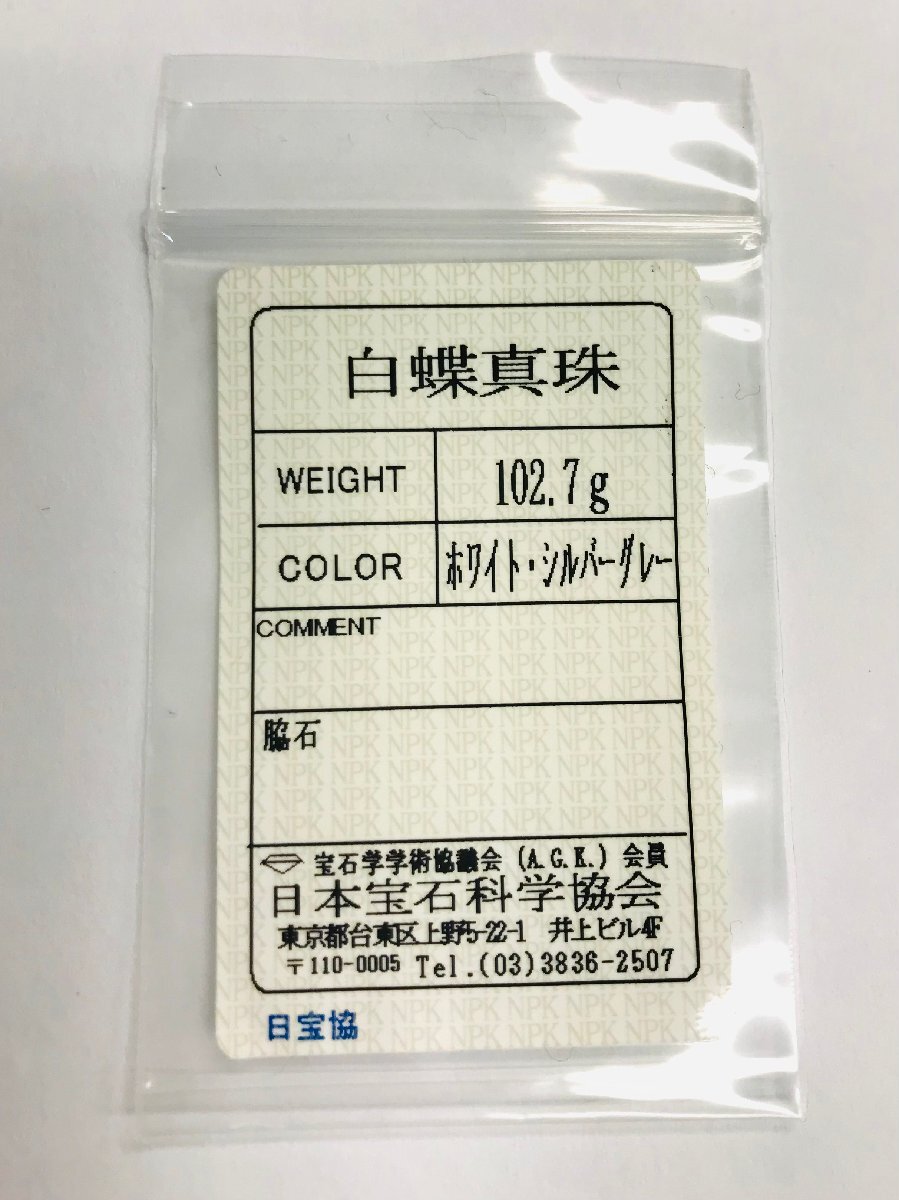 白蝶真珠
WEIGHT 102.7g
COLOR ホワイト・シルバーグレー
COMMENT
脇石
宝石学学術協議会 (A.G.K.) 会員
日本宝石科学協会
東京都台東区上野5-22-1 井上ビル4F
〒110-0005 Tel.(03)3836-2507
日宝協
NPK